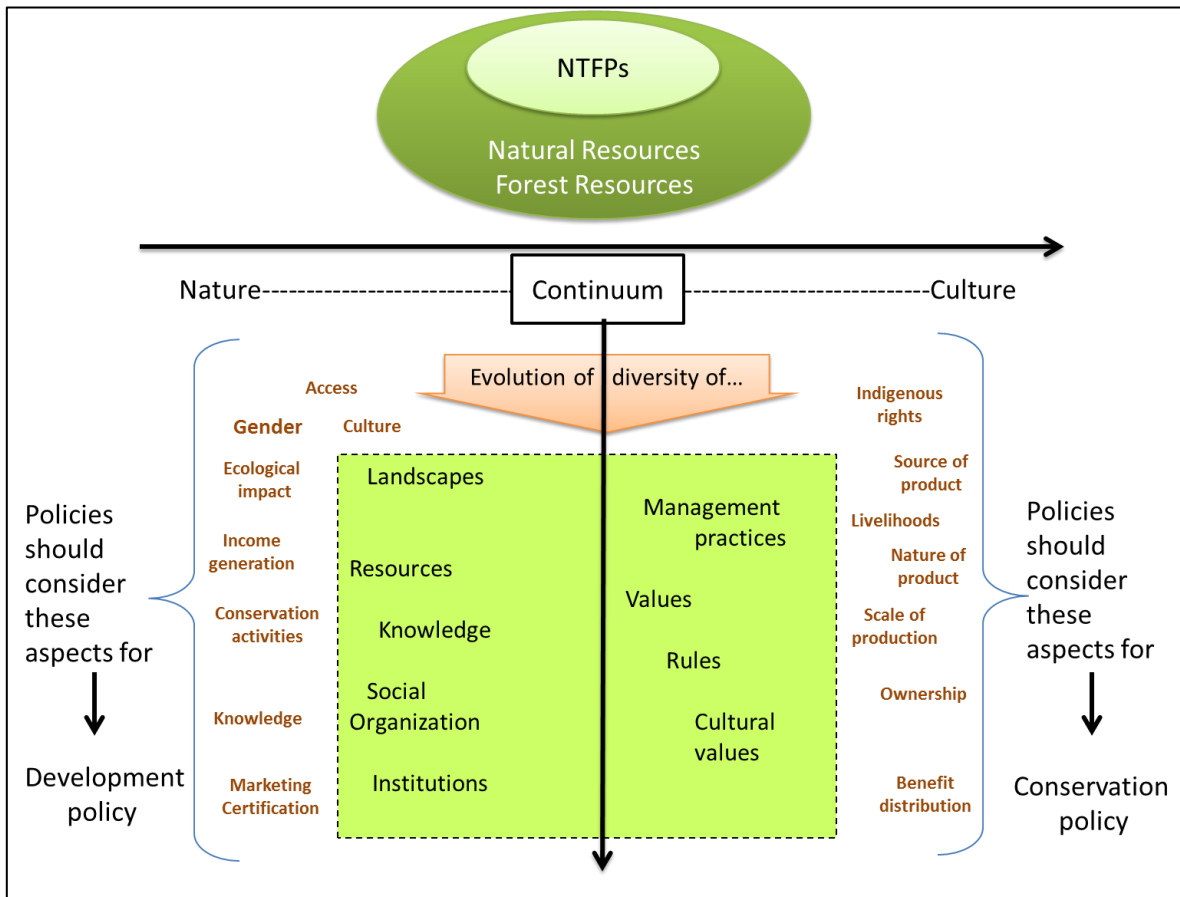 NTFPs
Natural Resources
Forest Resources
Nature-----------------------------------Continuum-----------------------------------Culture
Evolution of diversity of...
Access
Gender
Culture
Ecological
impact
Income
generation
Conservation
activities
Knowledge
Marketing
Certification
Policies
should
consider
these
aspects for
Development
policy
Landscapes
Resources
Knowledge
Social
Organization
Institutions
Management
practices
Values
Rules
Cultural
values
Indigenous
rights
Source of
product
Livelihoods
Nature of
product
Scale of
production
Ownership
Benefit
distribution
Policies
should
consider
these
aspects for
Conservation
policy